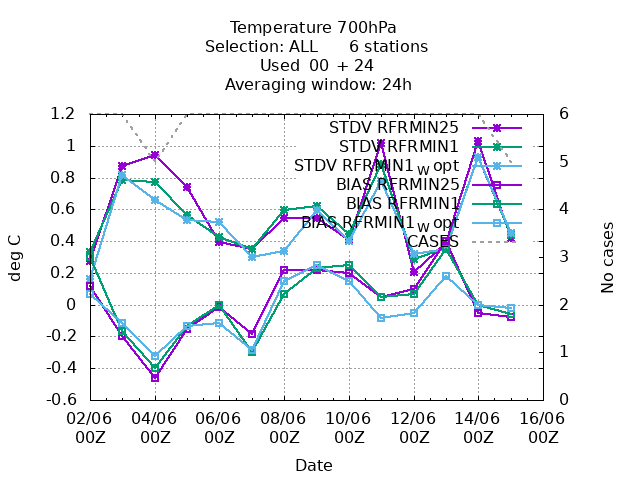 Temperature 700hPa
Selection: ALL 6 stations
Used 00 + 24
Averaging window: 24h
1.2
1
0.8
0.6
0.4
0.2
0
-0.2
-0.4
-0.6
deg C
STDV RFRMIN25
STDV RFRMIN1
STDV RFRMIN1w opt
BIAS RFRMIN25
BIAS RFRMIN1
BIAS RFRMIN1w opt
CASES
6
5
4
3
2
1
0
No cases
02/06 04/06 06/06 08/06 10/06 12/06 14/06 16/06
00Z 00Z 00Z 00Z 00Z 00Z 00Z 00Z
Date